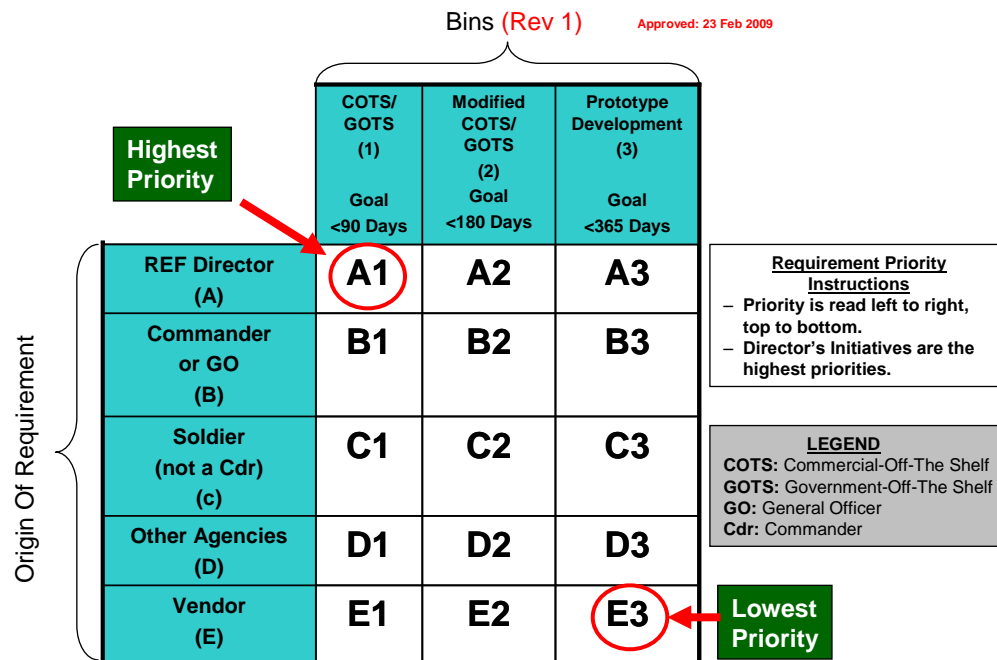 Bins (Rev 1)
Approved: 23 Feb 2009
COTS/
GOTS
(1)
Goal
<90 Days
Modified
COTS/
GOTS
(2)
Goal
<180 Days
Prototype
Development
(3)
Goal
<365 Days
Highest
Priority
Origin Of Requirement
REF Director
(A)
A1
A2
A3
Commander
or GO
(B)
B1
B2
B3
Soldier
(not a Cdr)
(c)
C1
C2
C3
Other Agencies
(D)
D1
D2
D3
Vendor
(E)
E1
E2
E3
Lowest
Priority
Requirement Priority
Instructions
– Priority is read left to right,
top to bottom.
– Director's Initiatives are the
highest priorities.
LEGEND
COTS: Commercial-Off-The Shelf
GOTS: Government-Off-The Shelf
GO: General Officer
Cdr: Commander